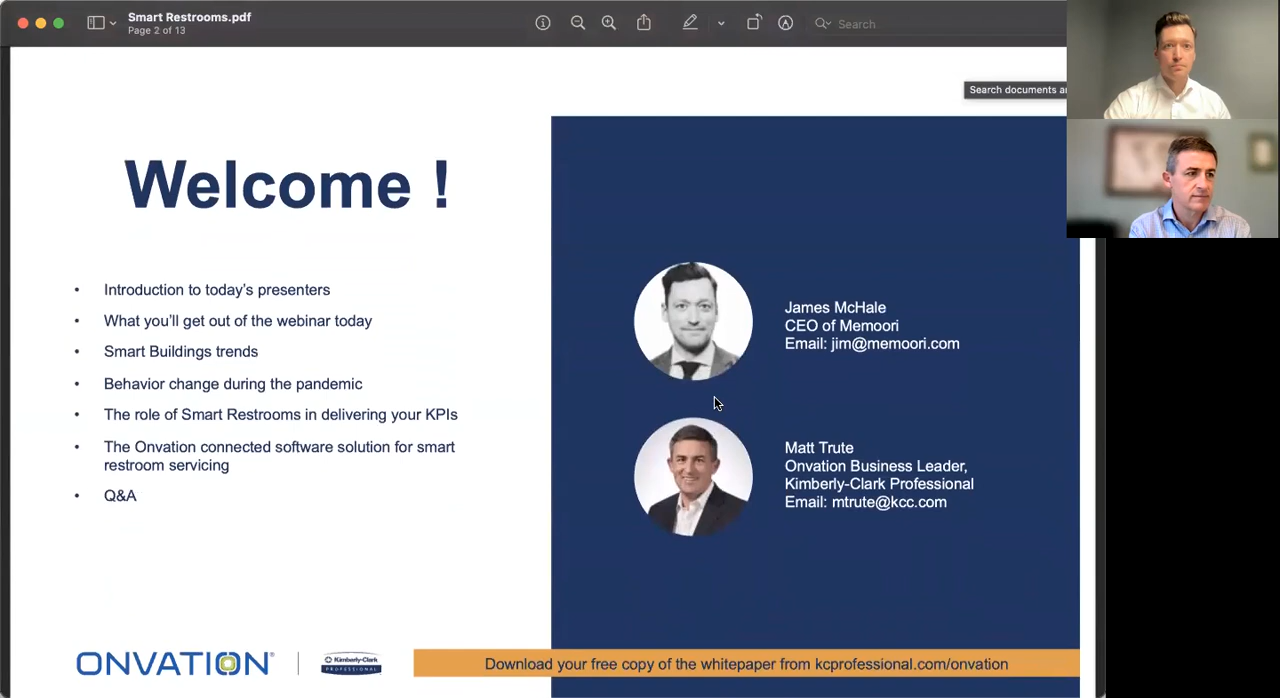 Smart Restrooms.pdf
Page 2 of 13
Search
Search documents an
Welcome !
• Introduction to today's presenters
• What you'll get out of the webinar today
• Smart Buildings trends
• Behavior change during the pandemic
• The role of Smart Restrooms in delivering your KPIs
• The Onvation connected software solution for smart
restroom servicing
• Q&A
James McHale
CEO of Memoori
Email: jim@memoori.com
Matt Trute
Onvation Business Leader,
Kimberly-Clark Professional
Email: mtrute@kcc.com
ONVATION®
Kimberly-Clark
PROFESSIONAL
Download your free copy of the whitepaper from kcprofessional.com/onvation